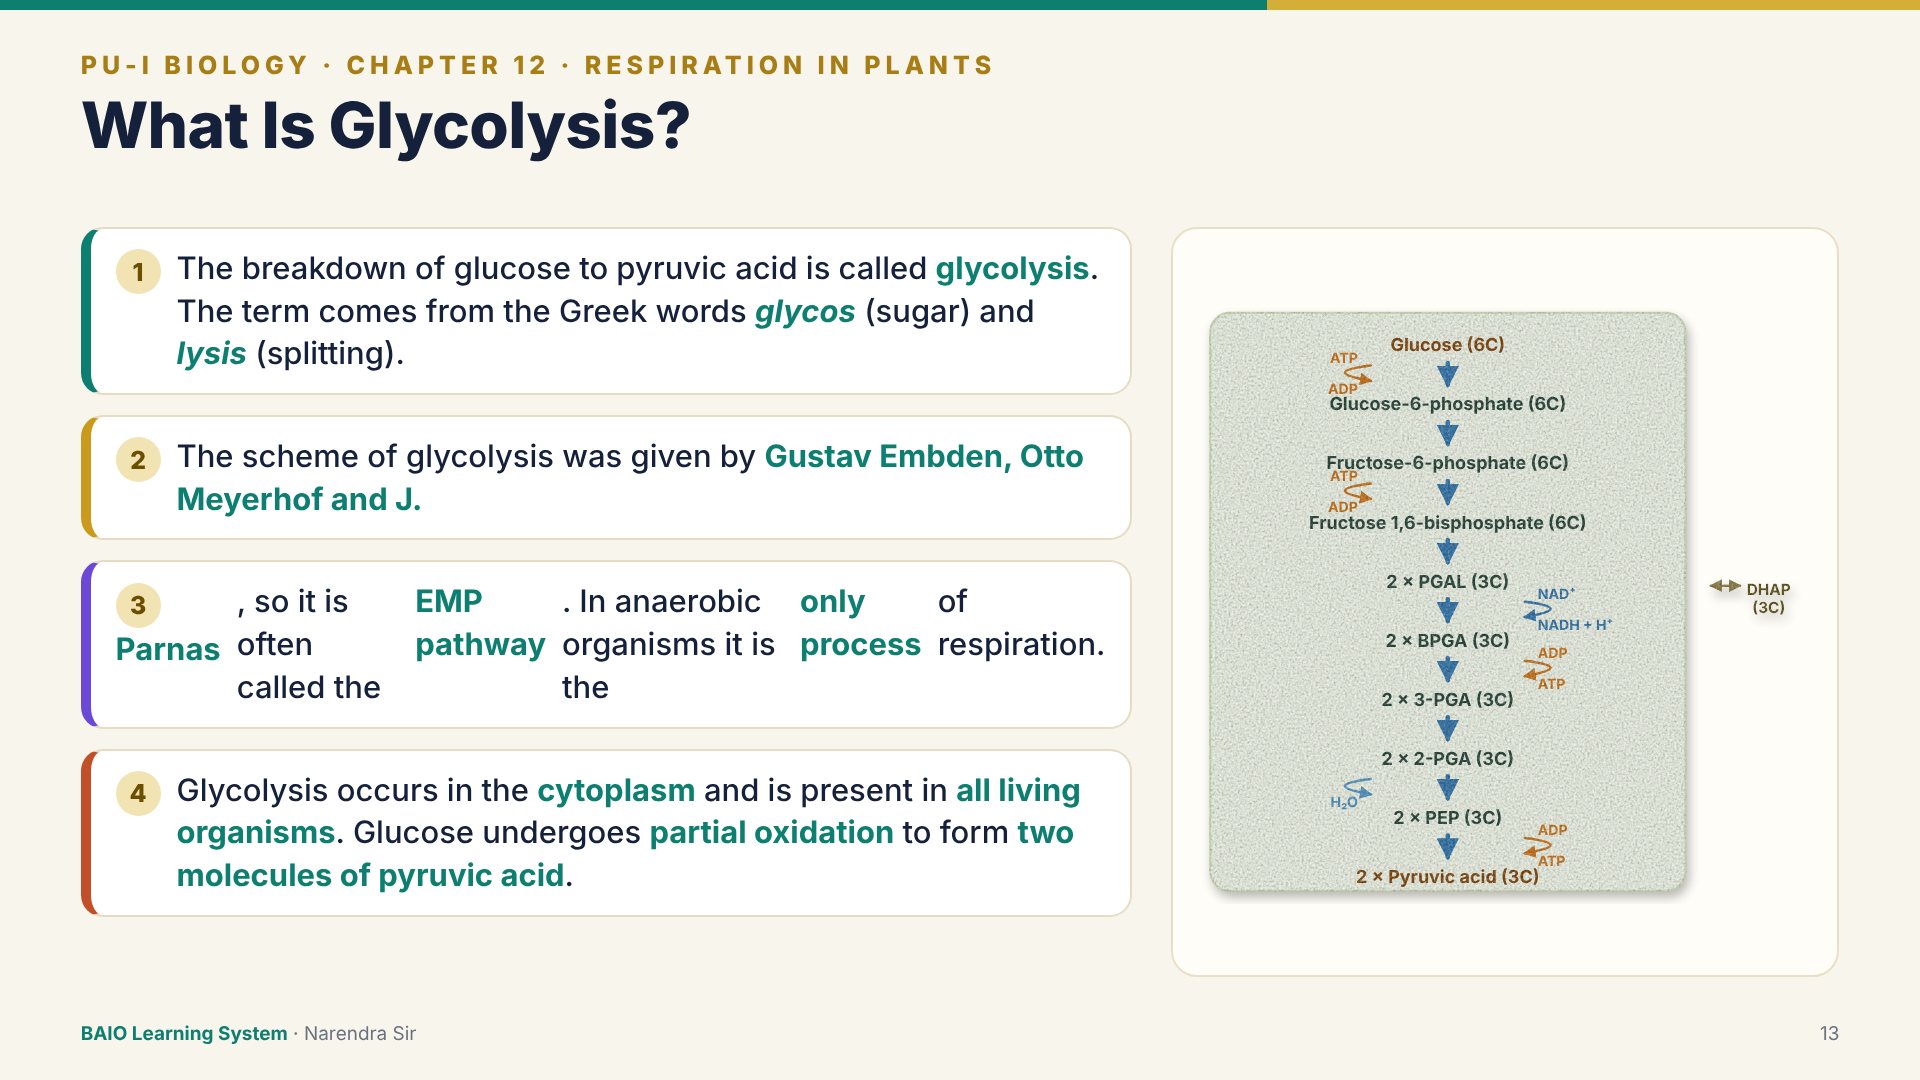 PU-I BIOLOGY · CHAPTER 12 · RESPIRATION IN PLANTS
What Is Glycolysis?
1
The breakdown of glucose to pyruvic acid is called glycolysis.
The term comes from the Greek words glycos (sugar) and
lysis (splitting).
2
The scheme of glycolysis was given by Gustav Embden, Otto
Meyerhof and J.
3
Parnas
, so it is
often
called the
EMP
pathway
. In anaerobic
organisms it is
the
only
process
of
respiration.
4
Glycolysis occurs in the cytoplasm and is present in all living
organisms. Glucose undergoes partial oxidation to form two
molecules of pyruvic acid.
Glucose (6C)
ATP
ADP
Glucose-6-phosphate (6C)
Fructose-6-phosphate (6C)
ATP
ADP
Fructose 1,6-bisphosphate (6C)
2 × PGAL (3C)
DHAP
(3C)
NAD⁺
NADH + H⁺
2 × BPGA (3C)
ADP
ATP
2 × 3-PGA (3C)
2 × 2-PGA (3C)
H₂O
2 × PEP (3C)
ADP
ATP
2 × Pyruvic acid (3C)
BAIO Learning System · Narendra Sir
13